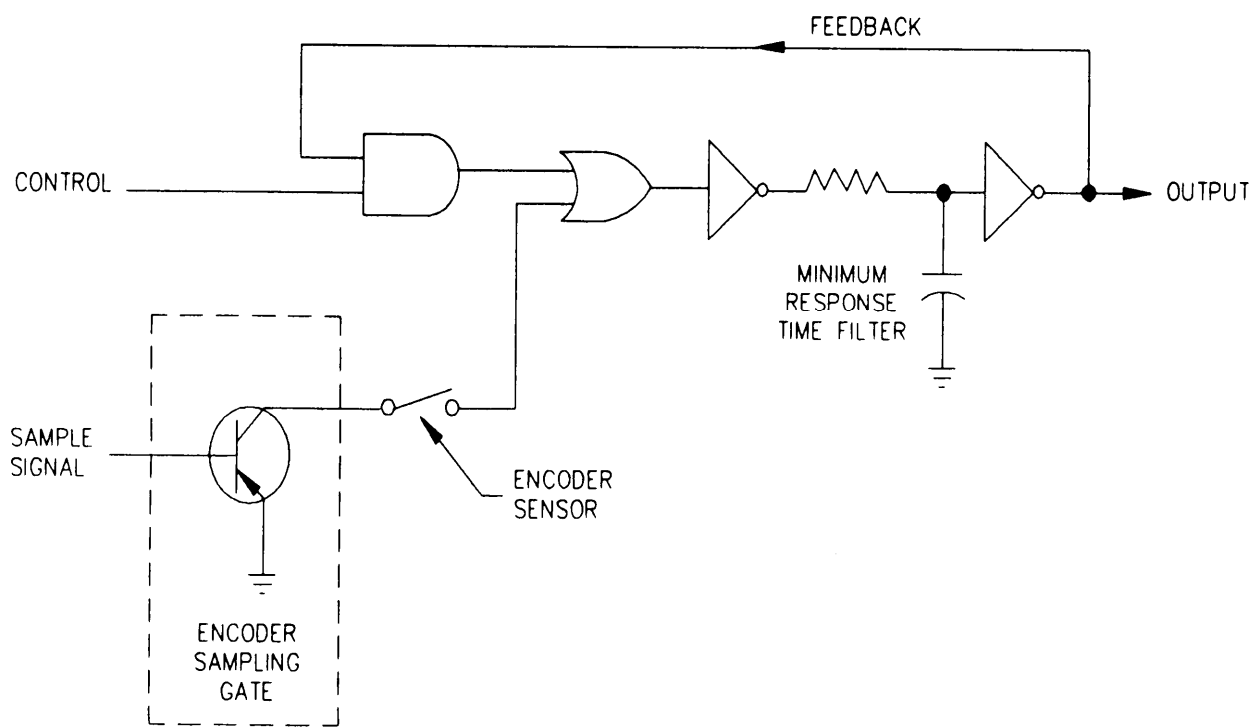 FEEDBACK
CONTROL
OUTPUT
MINIMUM
RESPONSE
TIME FILTER
SAMPLE
SIGNAL
ENCODER
SENSOR
ENCODER
SAMPLING
GATE